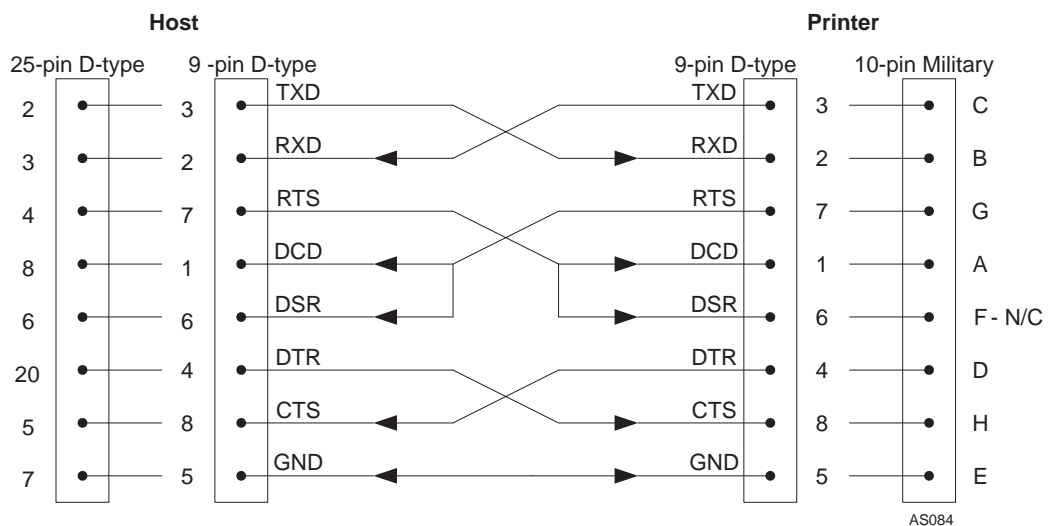 Host Printer
25-pin D-type 9 -pin D-type 9-pin D-type 10-pin Military
2 3 TXD TXD 3 C
3 2 RXD RXD 2 B
4 7 RTS RTS 7 G
8 1 DCD DCD 1 A
6 6 DSR DSR 6 F - N/C
20 4 DTR DTR 4 D
5 8 CTS CTS 8 H
7 5 GND GND 5 E
AS084